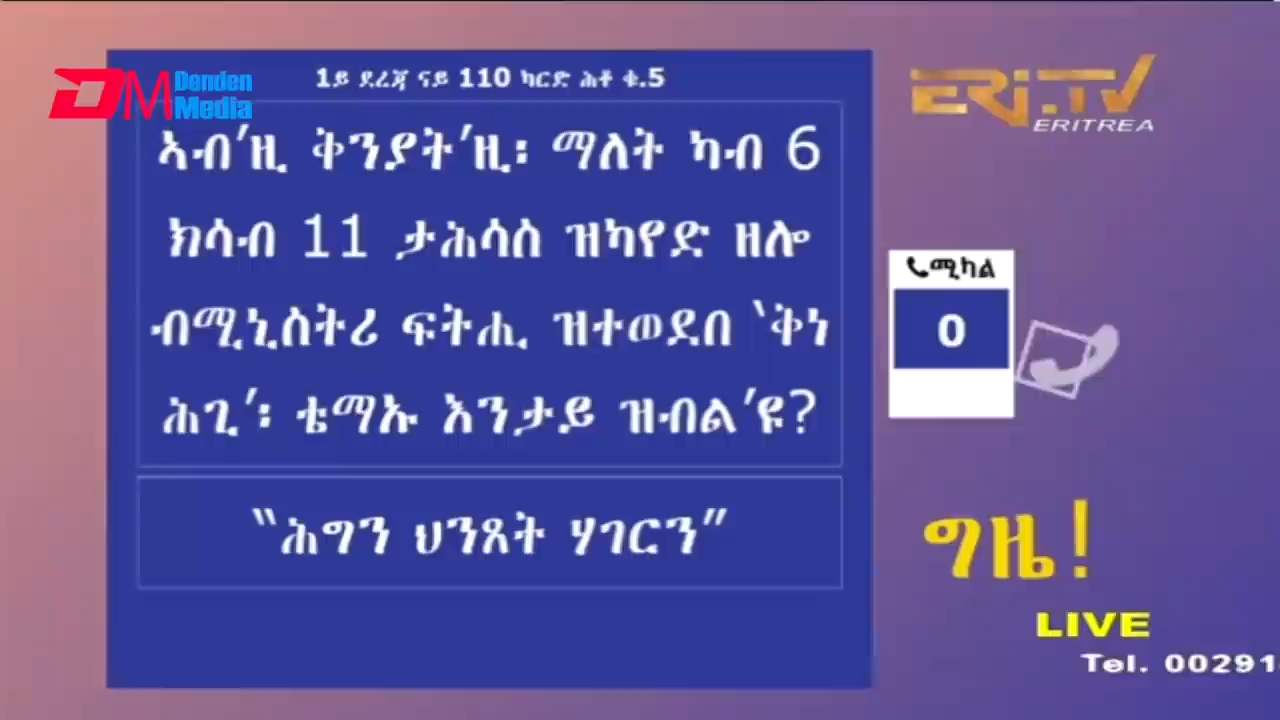 1ይ ደረጃ ናይ 110 ካርድ ሕቶ ቁ.5
DM Denden Media
ERi.TV
ERITREA
ኣብ'ዚ ቅንያት'ዚ፡ ማለት ካብ 6
ክሳብ 11 ታሕሳስ ዝካየድ ዘሎ
ብሚኒስትሪ ፍትሒ ዝተወደበ ‛ቅነ
ሕጊ'፡ ቴማኡ እንታይ ዝብል'ዩ?
ሚካል
0
“ሕግን ህንጸት ሃገርን”
ግዜ!
LIVE
Tel. 00291